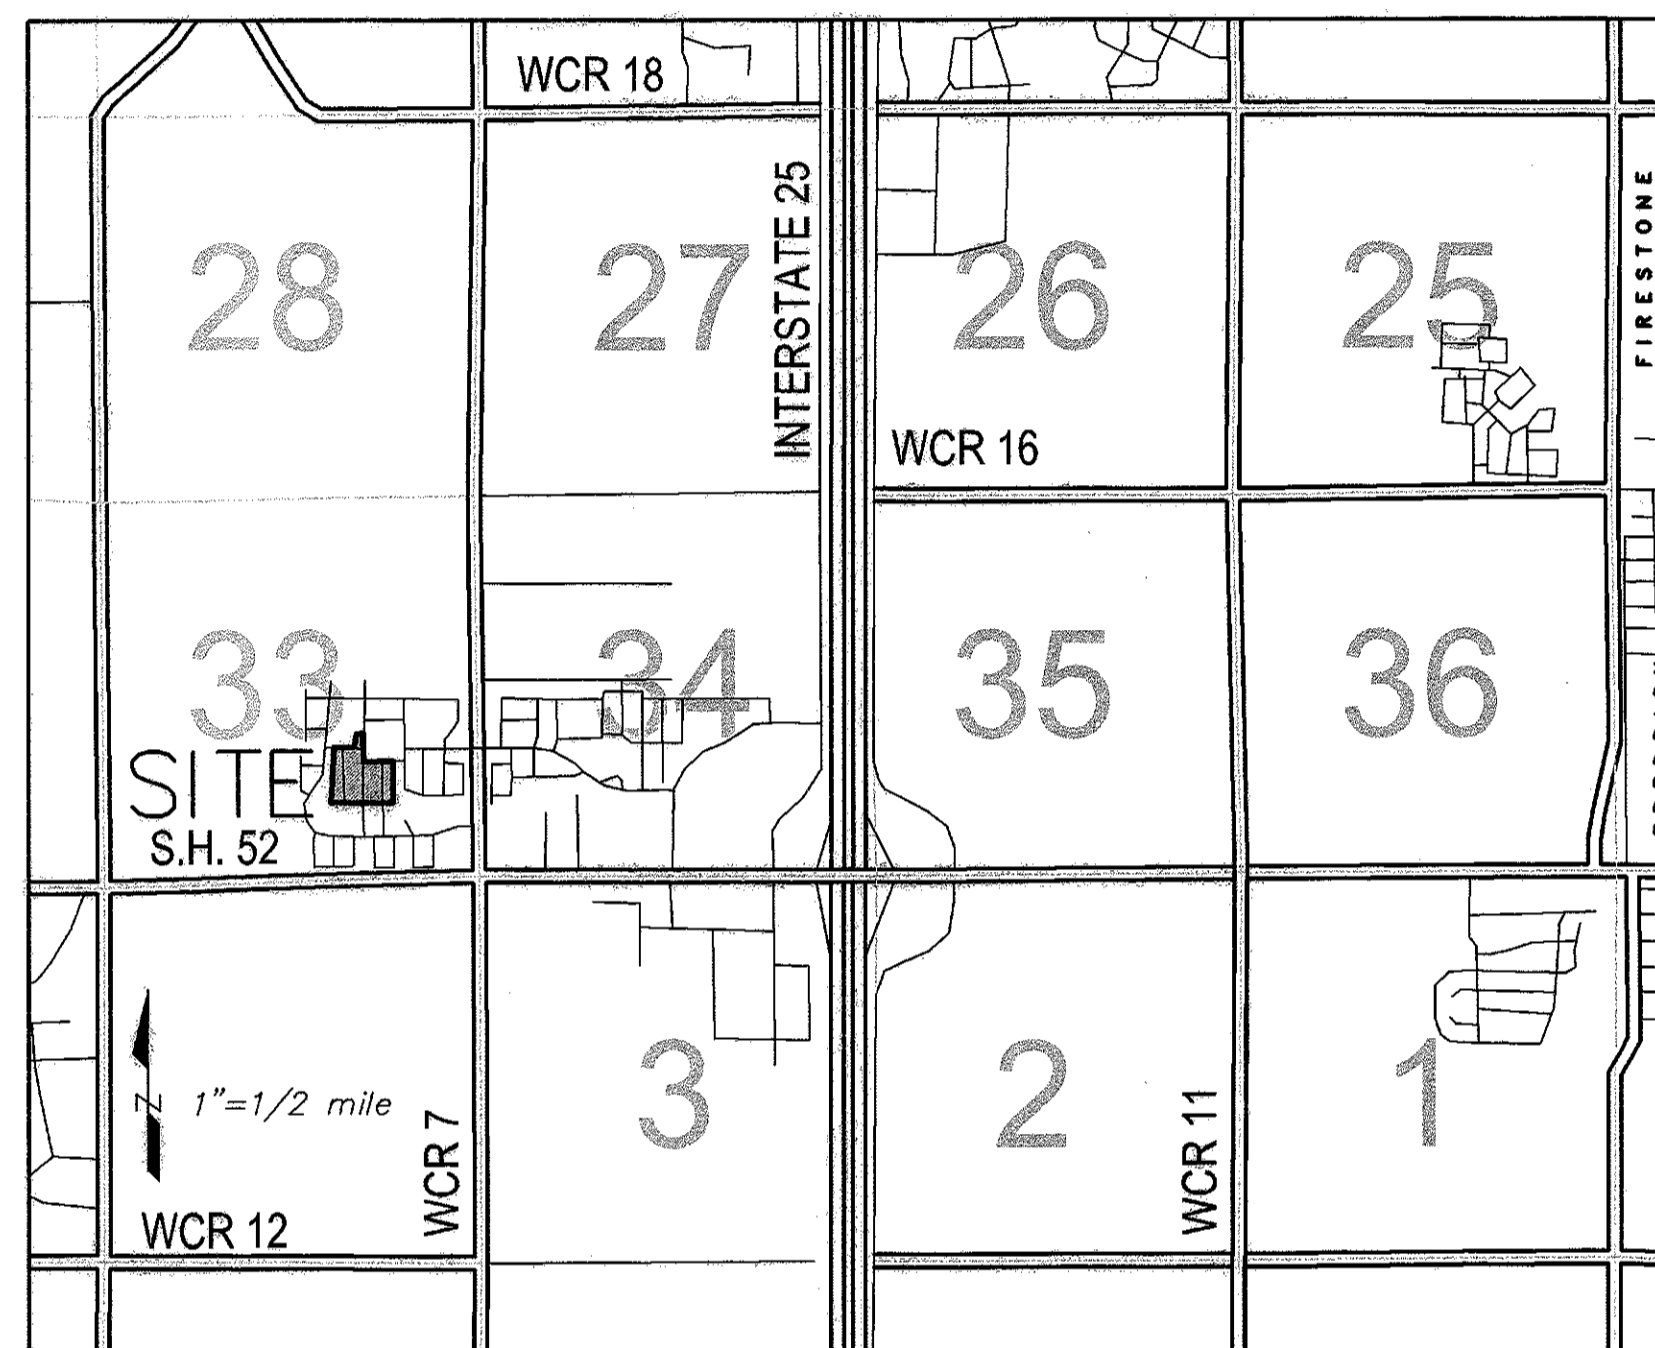 WCR 18
INTERSTATE 25
FIRESTONE
28
27
26
25
WCR 16
33
34
35
36
SITE
S.H. 52
N
1"=1/2 mile
WCR 7
3
2
WCR 11
1
WCR 12